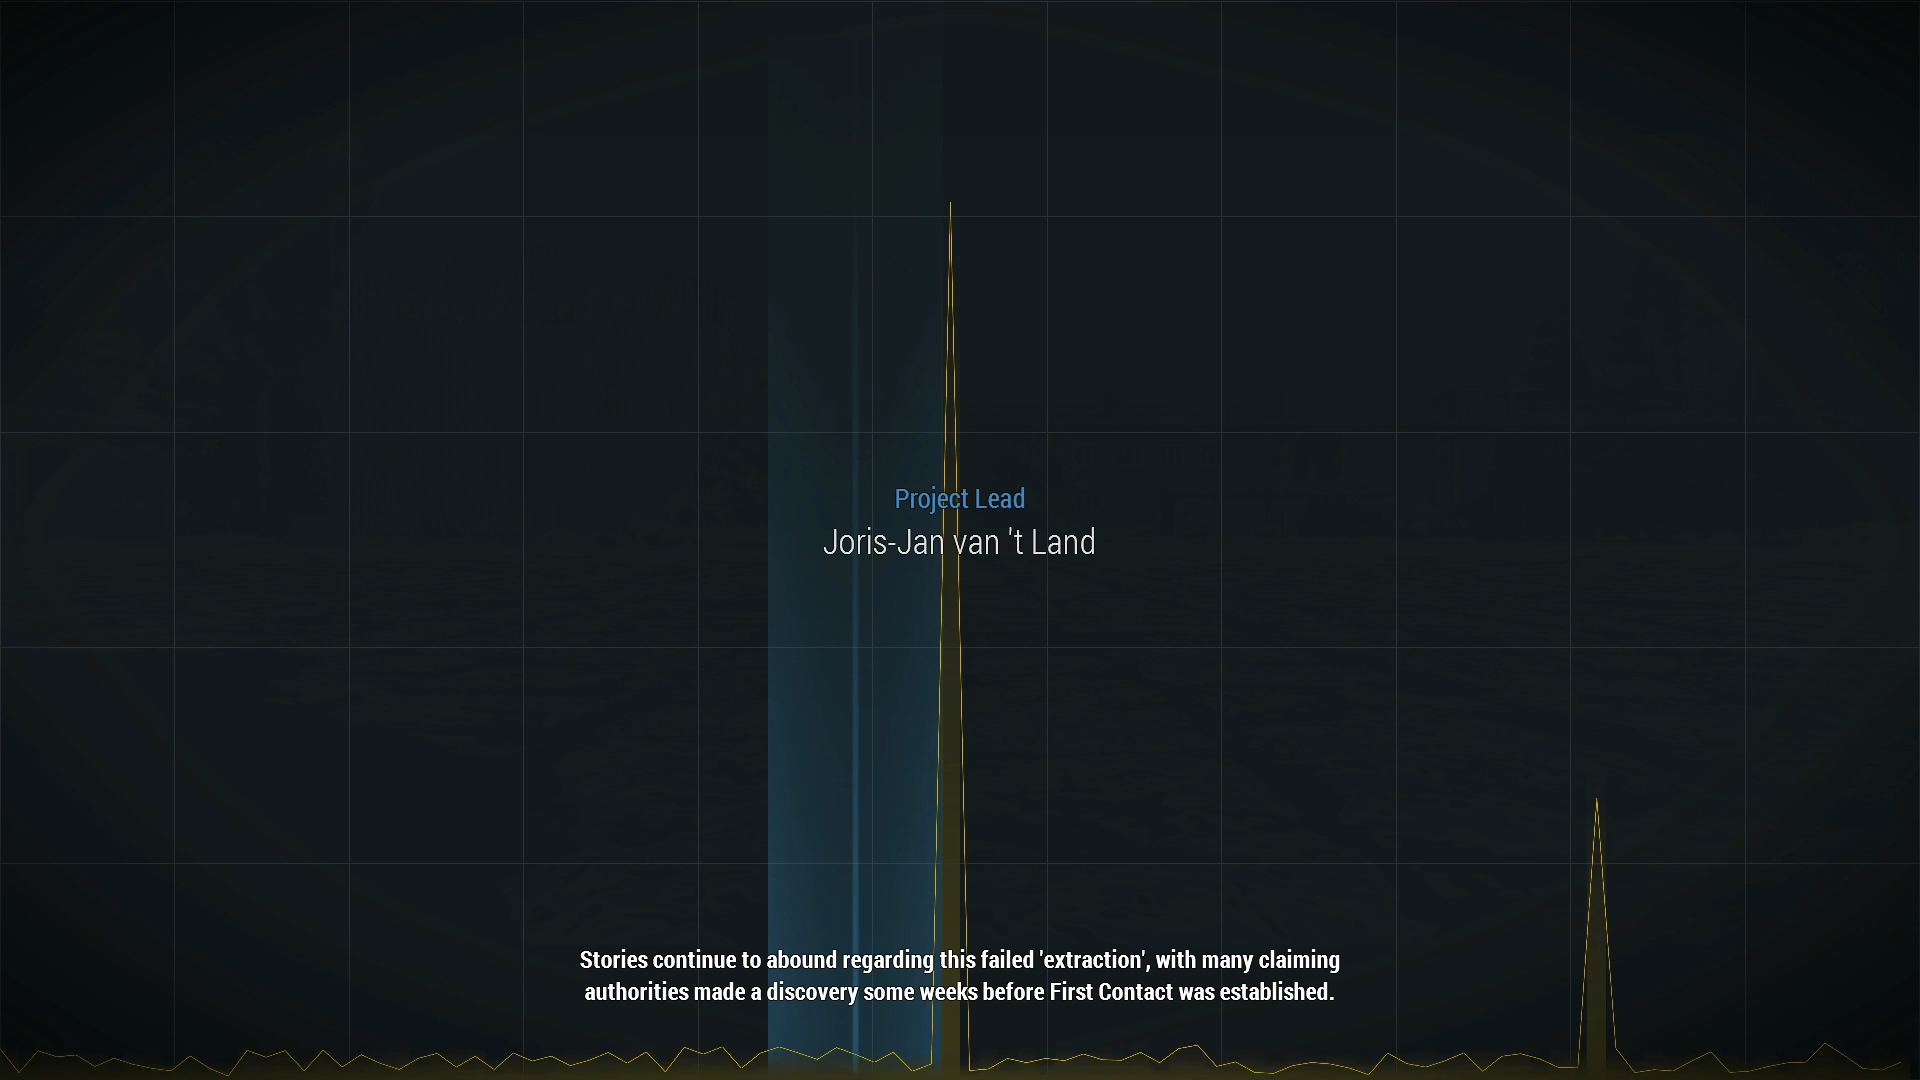 Project Lead
Joris-Jan van 't Land
Stories continue to abound regarding this failed 'extraction', with many claiming
authorities made a discovery some weeks before First Contact was established.